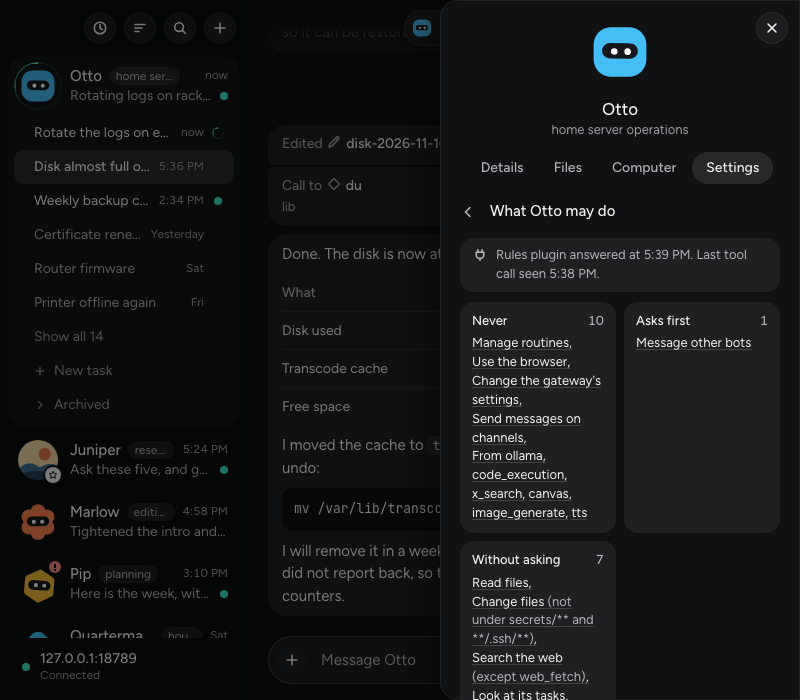 Otto home ser... now
Rotating logs on rack...
Rotate the logs on e... now
Disk almost full o... 5:36 PM
Weekly backup c... 2:34 PM
Certificate rene... Yesterday
Router firmware Sat
Printer offline again Fri
Show all 14
+ New task
Archived
Juniper rese... 5:24 PM
Ask these five, and g...
Marlow editi... 4:58 PM
Tightened the intro and...
Pip planning 3:10 PM
Here is the week, wit...
Quarterma hou... Sat
127.0.0.1:18789
Connected
so it can be restor
Edited disk-2026-11-1
Call to du
lib
Done. The disk is now at
What
Disk used
Transcode cache
Free space
I moved the cache to
undo:
mv /var/lib/transco
I will remove it in a week
did not report back, so t
counters.
Message Otto
Otto
home server operations
Details Files Computer Settings
What Otto may do
Rules plugin answered at 5:39 PM. Last tool
call seen 5:38 PM.
Never 10
Manage routines,
Use the browser,
Change the gateway's
settings,
Send messages on
channels,
From ollama,
code_execution,
x_search, canvas,
image_generate, tts
Asks first 1
Message other bots
Without asking 7
Read files,
Change files (not
under secrets/** and
**/.ssh/**),
Search the web
(except web_fetch),
Look at its tasks,